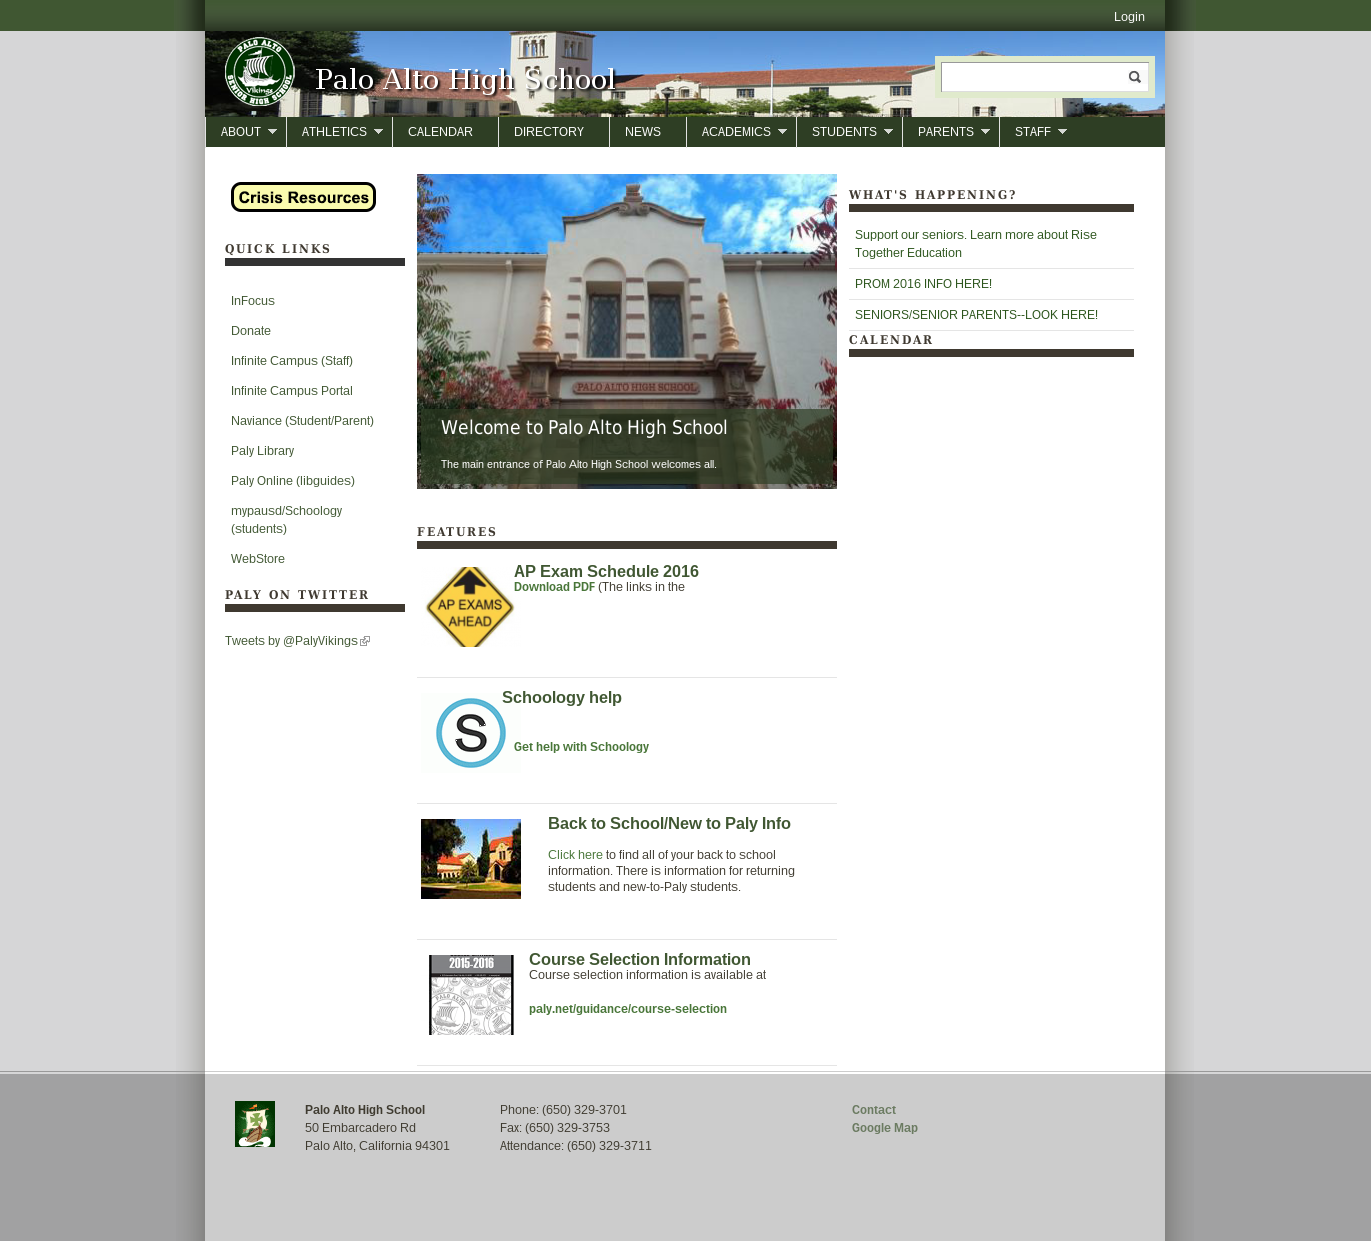 Login
PALO ALTO
Vikings
SENIOR HIGH SCHOOL
Palo Alto High School
ABOUT
ATHLETICS
CALENDAR
DIRECTORY
NEWS
ACADEMICS
STUDENTS
PARENTS
STAFF
Crisis Resources
QUICK LINKS
InFocus
Donate
Infinite Campus (Staff)
Infinite Campus Portal
Naviance (Student/Parent)
Paly Library
Paly Online (libguides)
mypausd/Schoology
(students)
WebStore
PALY ON TWITTER
Tweets by @PalyVikings
PALO ALTO HIGH SCHOOL
Welcome to Palo Alto High School
The main entrance of Palo Alto High School welcomes all.
FEATURES
AP EXAMS
AHEAD
AP Exam Schedule 2016
Download PDF (The links in the
S
Schoology help
Get help with Schoology
Back to School/New to Paly Info
Click here to find all of your back to school
information. There is information for returning
students and new-to-Paly students.
2015-2016
Course Selection Information
Course selection information is available at
paly.net/guidance/course-selection
WHAT'S HAPPENING?
Support our seniors. Learn more about Rise
Together Education
PROM 2016 INFO HERE!
SENIORS/SENIOR PARENTS--LOOK HERE!
CALENDAR
Palo Alto High School
50 Embarcadero Rd
Palo Alto, California 94301
Phone: (650) 329-3701
Fax: (650) 329-3753
Attendance: (650) 329-3711
Contact
Google Map